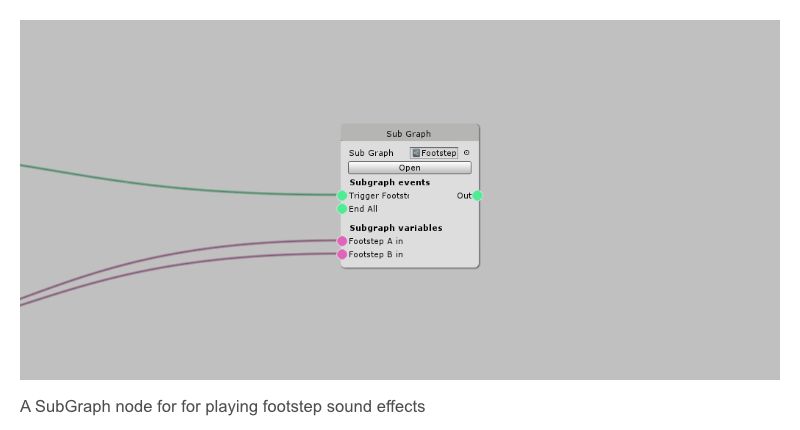 Sub Graph
Sub Graph Footstep
Open
Subgraph events
Trigger Footst Out
End All
Subgraph variables
Footstep A in
Footstep B in
A SubGraph node for for playing footstep sound effects